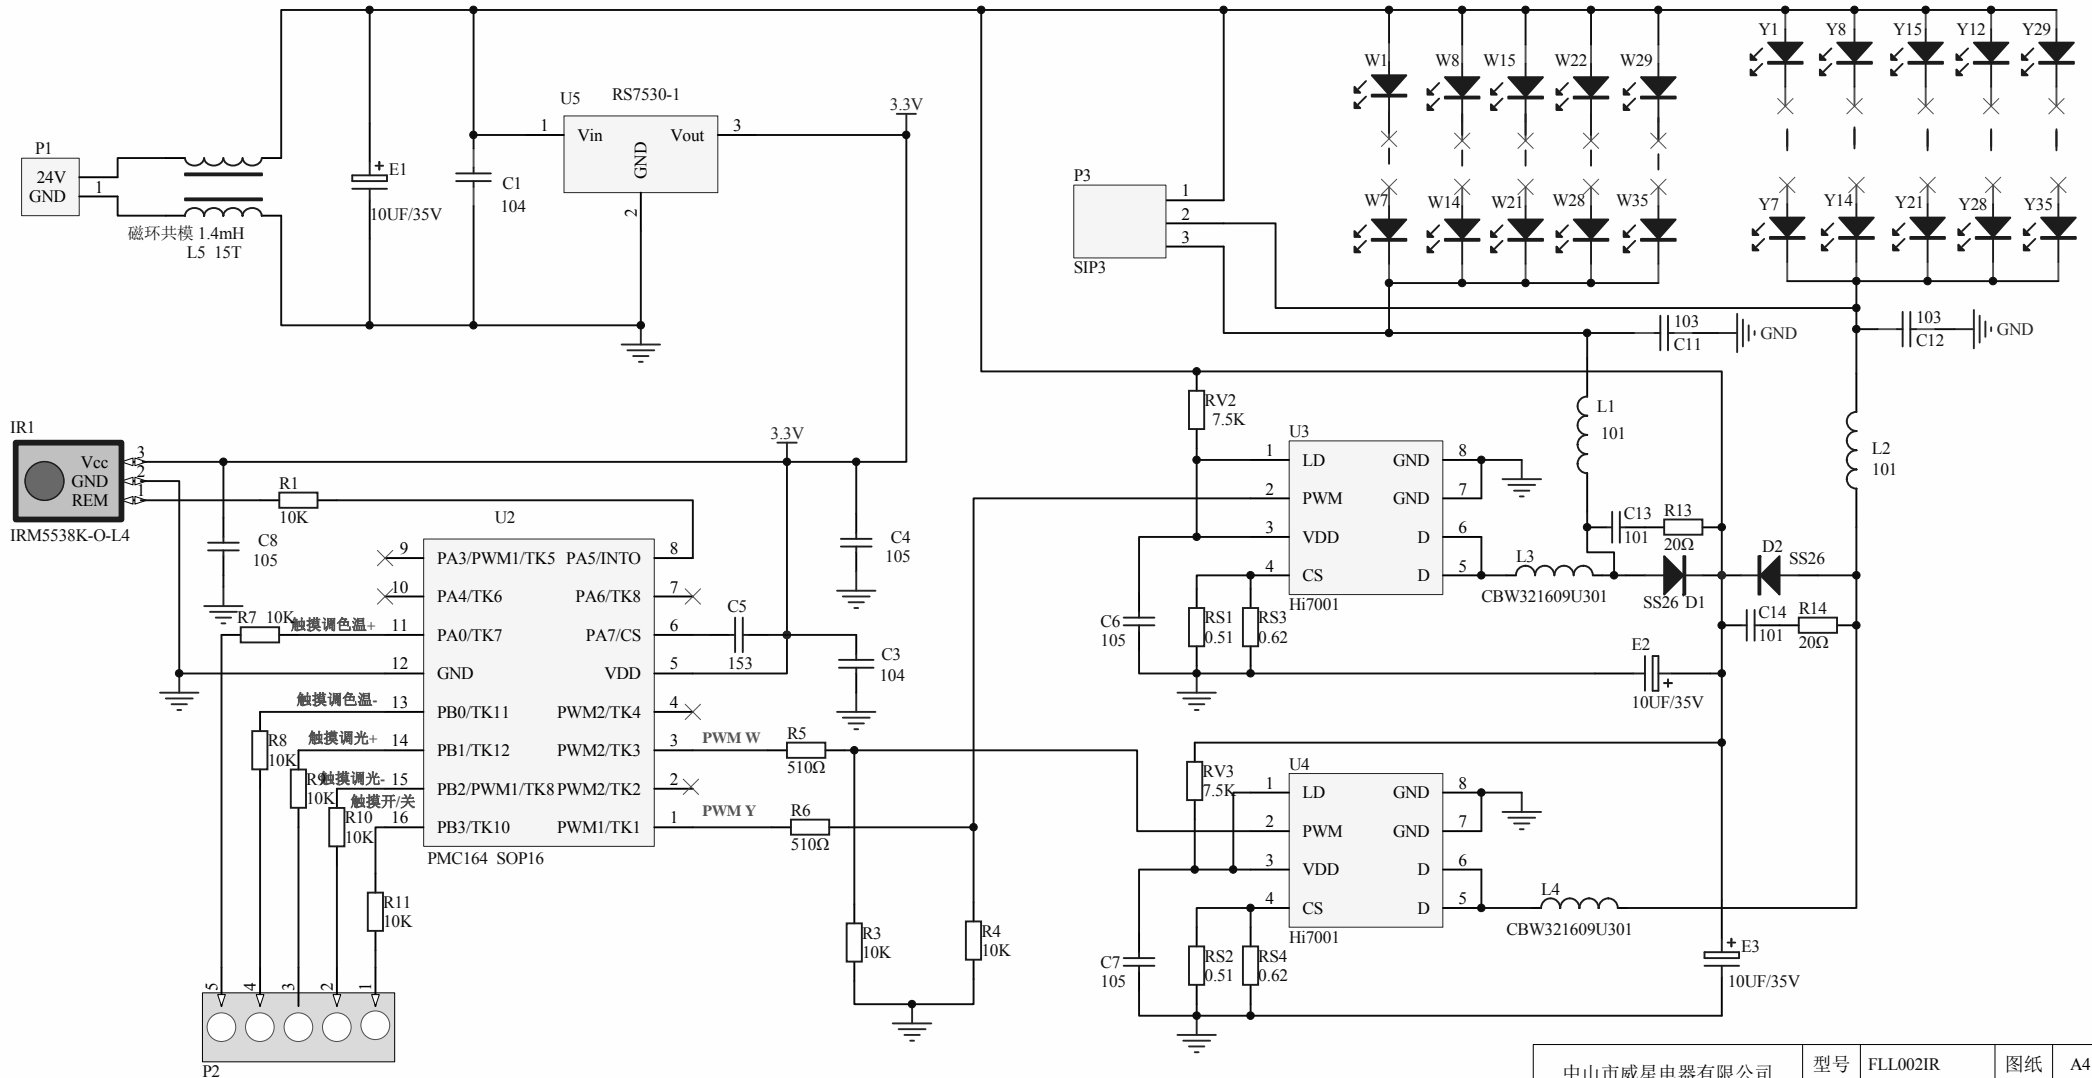 P1
24V
GND
1
磁环共模 1.4mH
L5 15T
E1
10UF/35V
C1
104
U5
RS7530-1
1
Vin
Vout
3
GND
2
3.3V
P3
1
2
3
SIP3
W1
W8
W15
W22
W29
W7
W14
W21
W28
W35
Y1
Y8
Y15
Y12
Y29
Y7
Y14
Y21
Y28
Y35
103
C11
GND
103
C12
GND
IR1
Vcc
GND
REM
3
2
1
IRM5538K-O-L4
R1
10K
C8
105
3.3V
C4
105
U2
9
PA3/PWM1/TK5
PA5/INTO
8
10
PA4/TK6
PA6/TK8
7
R7 10K
触摸调色温+
11
PA0/TK7
PA7/CS
6
C5
153
12
GND
VDD
5
C3
104
触摸调色温-
13
PB0/TK11
PWM2/TK4
4
触摸调光+
14
PB1/TK12
PWM2/TK3
3
PWM W
R5
510Ω
触摸调光-
15
PB2/PWM1/TK8
PWM2/TK2
2
触摸开/关
16
PB3/TK10
PWM1/TK1
1
PWM Y
R6
510Ω
PMC164 SOP16
R8
10K
R9
10K
R10
10K
R11
10K
R3
10K
R4
10K
5
4
3
2
1
P2
RV2
7.5K
U3
1
LD
GND
8
2
PWM
GND
7
3
VDD
D
6
4
CS
D
5
Hi7001
C6
105
RS1
0.51
RS3
0.62
L1
101
L2
101
C13
101
R13
20Ω
L3
CBW321609U301
SS26 D1
D2
SS26
C14
101
R14
20Ω
E2
10UF/35V
RV3
7.5K
U4
1
LD
GND
8
2
PWM
GND
7
3
VDD
D
6
4
CS
D
5
Hi7001
C7
105
RS2
0.51
RS4
0.62
L4
CBW321609U301
E3
10UF/35V
中山市威星电器有限公司
型号
FLL002IR
图纸
A4